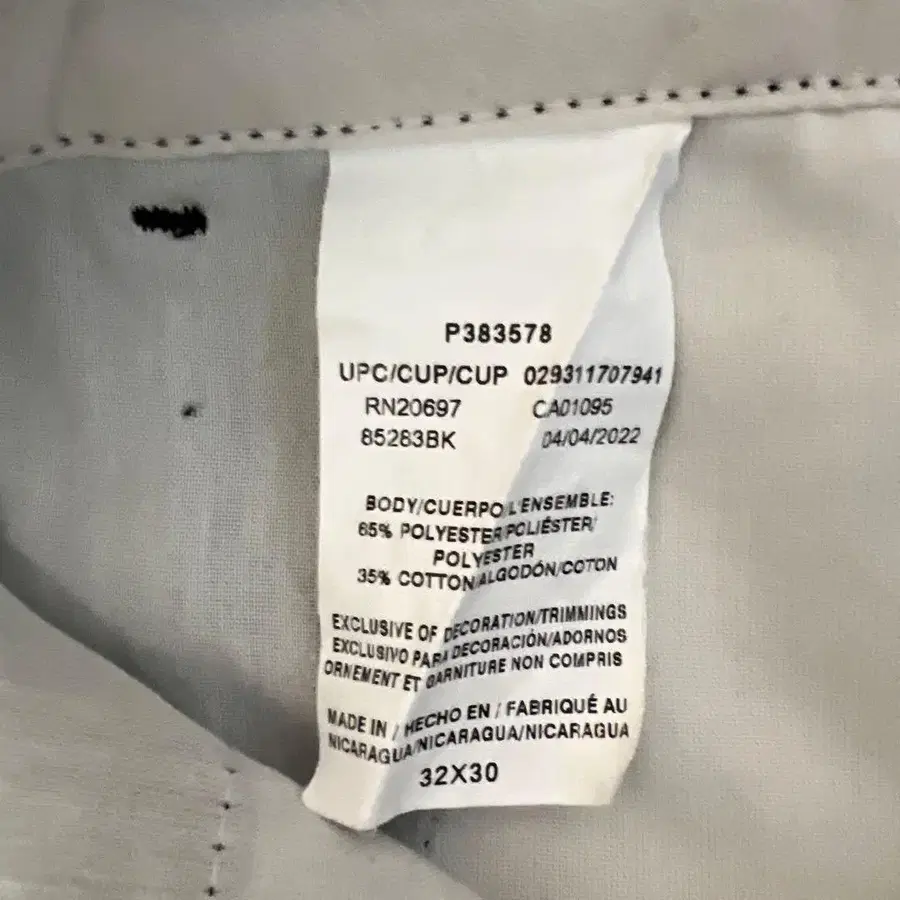 P383578
UPC/CUP/CUP 029311707941
RN20697 CA01095
85283BK 04/04/2022
BODY/CUERPO/L'ENSEMBLE:
65% POLYESTER/POLIÉSTER/
POLYESTER
35% COTTON/ALGODÓN/COTON
EXCLUSIVE OF DECORATION/TRIMMINGS
EXCLUSIVO PARA DECORACIÓN/ADORNOS
ORNEMENT ET GARNITURE NON COMPRIS
MADE IN / HECHO EN / FABRIQUÉ AU
NICARAGUA/NICARAGUA/NICARAGUA
32X30